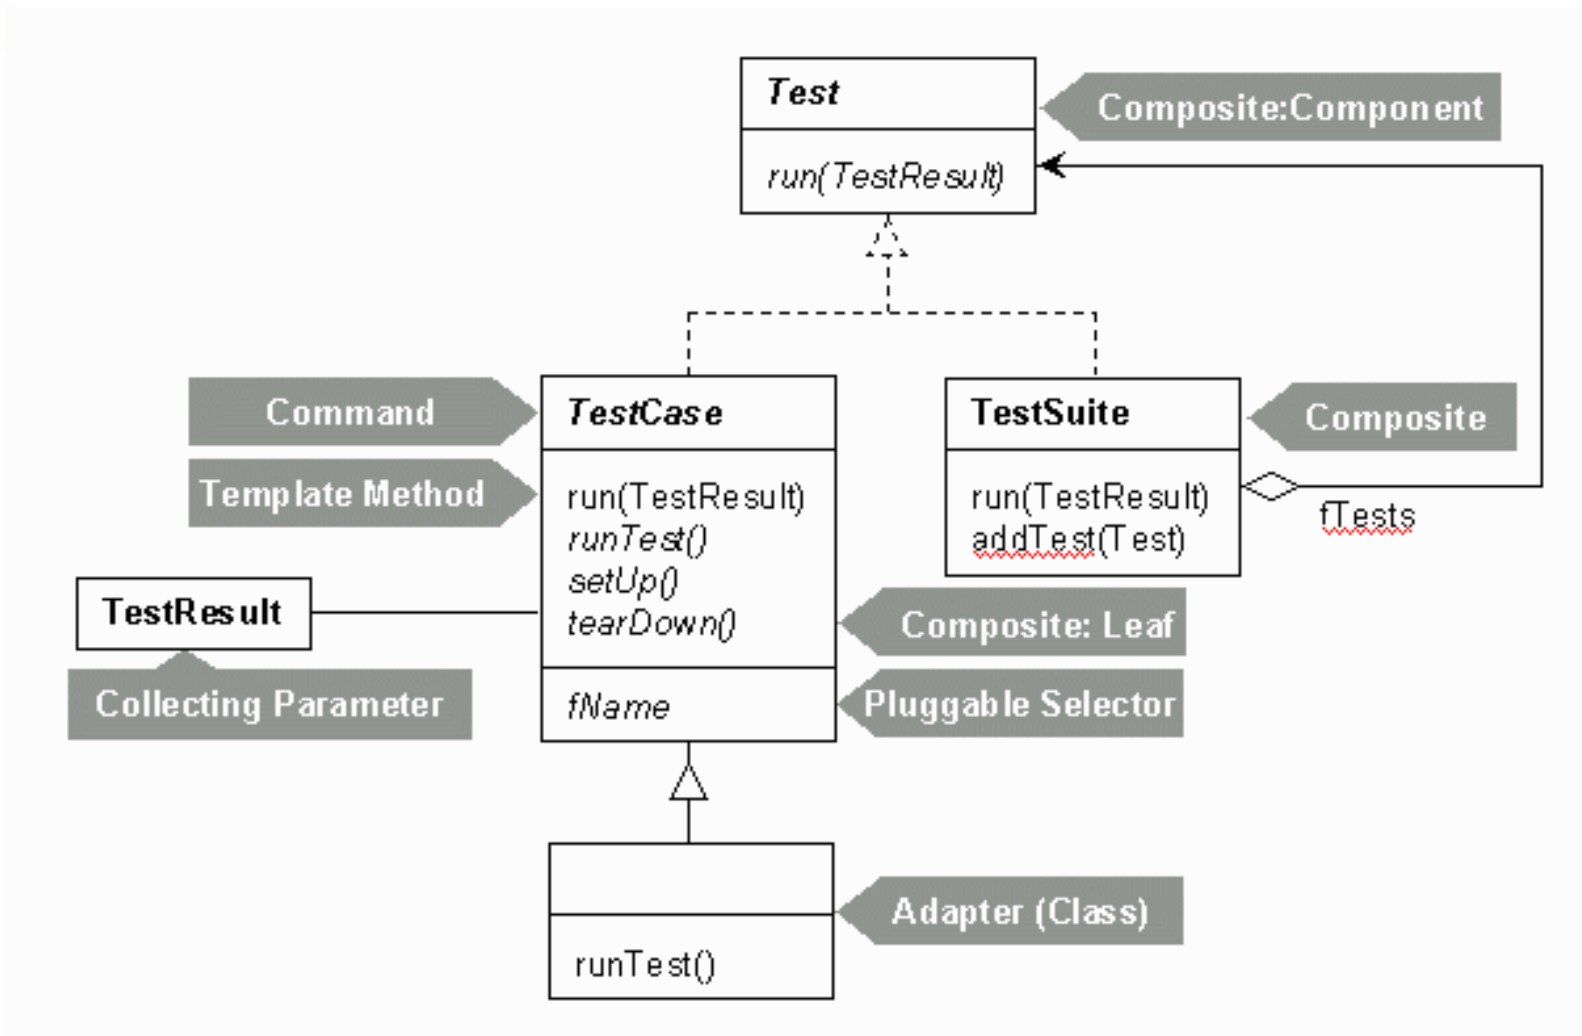 Test
Composite:Component
run(TestResult)
Command
TestCase
TestSuite
Composite
Template Method
run(TestResult)
runTest()
setUp()
tearDown()
run(TestResult)
addTest(Test)
fTests
TestResult
Composite: Leaf
Collecting Parameter
fName
Pluggable Selector
Adapter (Class)
runTest()